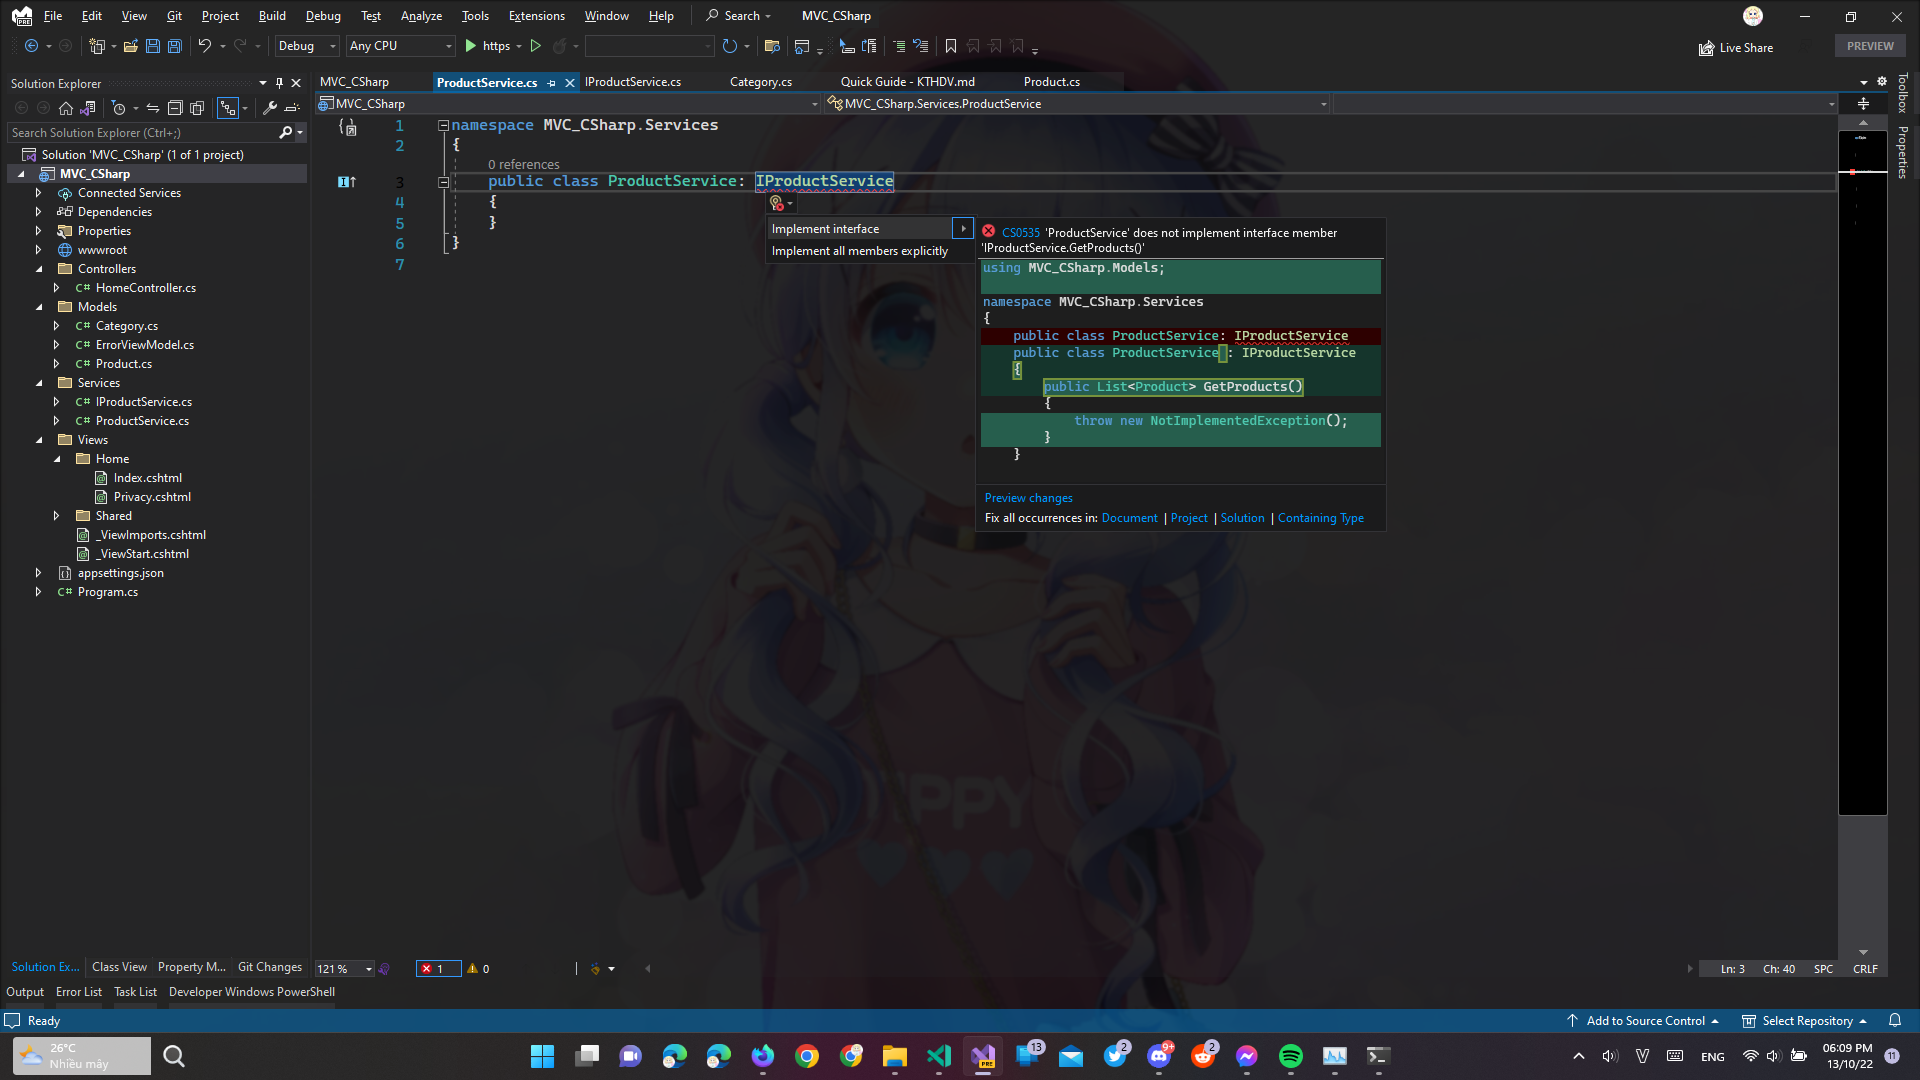 File Edit View Git Project Build Debug Test Analyze Tools Extensions Window Help Search MVC_CSharp
Debug Any CPU https Live Share PREVIEW
Solution Explorer
MVC_CSharp ProductService.cs IProductService.cs Category.cs Quick Guide - KTHDV.md Product.cs
MVC_CSharp MVC_CSharp.Services.ProductService
Search Solution Explorer (Ctrl+;)
Solution 'MVC_CSharp' (1 of 1 project)
MVC_CSharp
Connected Services
Dependencies
Properties
wwwroot
Controllers
C# HomeController.cs
Models
C# Category.cs
C# ErrorViewModel.cs
C# Product.cs
Services
C# IProductService.cs
C# ProductService.cs
Views
Home
Index.cshtml
Privacy.cshtml
Shared
_ViewImports.cshtml
_ViewStart.cshtml
appsettings.json
C# Program.cs
1 namespace MVC_CSharp.Services
2 {
0 references
3 public class ProductService: IProductService
4 {
5 }
6 }
7
Implement interface
Implement all members explicitly
CS0535 'ProductService' does not implement interface member
'IProductService.GetProducts()'
using MVC_CSharp.Models;
namespace MVC_CSharp.Services
{
public class ProductService: IProductService
public class ProductService : IProductService
{
public List<Product> GetProducts()
{
throw new NotImplementedException();
}
}
Preview changes
Fix all occurrences in: Document | Project | Solution | Containing Type
Toolbox
Properties
PPY
Solution Ex... Class View Property M... Git Changes
121 % 1 0 Ln: 3 Ch: 40 SPC CRLF
Output Error List Task List Developer Windows PowerShell
Ready Add to Source Control Select Repository
26°C
Nhiều mây
PRE 13 2 9+ 2
ENG
06:09 PM
13/10/22
11